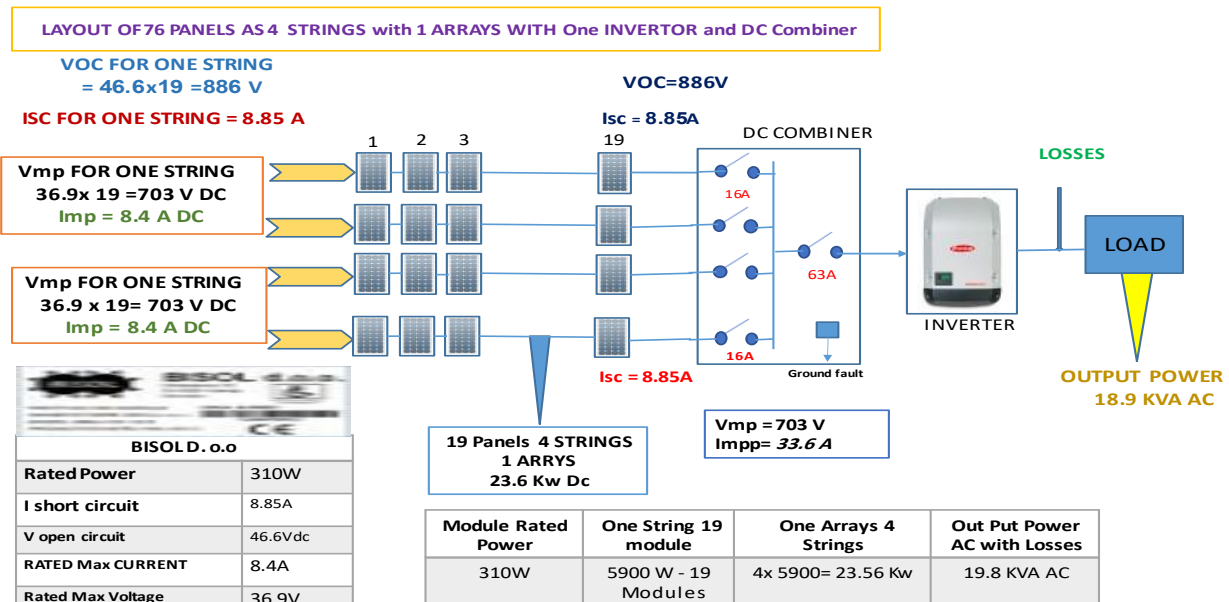 LAYOUT OF 76 PANELS AS 4 STRINGS with 1 ARRAYS WITH One INVERTOR and DC Combiner
VOC FOR ONE STRING
= 46.6x19 =886 V
ISC FOR ONE STRING = 8.85 A
VOC=886V
Isc = 8.85A
1
2
3
19
DC COMBINER
LOSSES
Vmp FOR ONE STRING
36.9x 19 =703 V DC
Imp = 8.4 A DC
16A
63A
LOAD
Vmp FOR ONE STRING
36.9 x 19= 703 V DC
Imp = 8.4 A DC
INVERTER
16A
Ground fault
Isc = 8.85A
OUTPUT POWER
18.9 KVA AC
BISOL d.o.o.
CE
19 Panels 4 STRINGS
1 ARRYS
23.6 Kw Dc
Vmp = 703 V
Impp= 33.6 A
BISOL D. o.o
Rated Power 310W
I short circuit 8.85A
V open circuit 46.6Vdc
RATED Max CURRENT 8.4A
Rated Max Voltage 36.9V
Module Rated Power
One String 19 module
One Arrays 4 Strings
Out Put Power AC with Losses
310W
5900 W - 19 Modules
4x 5900= 23.56 Kw
19.8 KVA AC